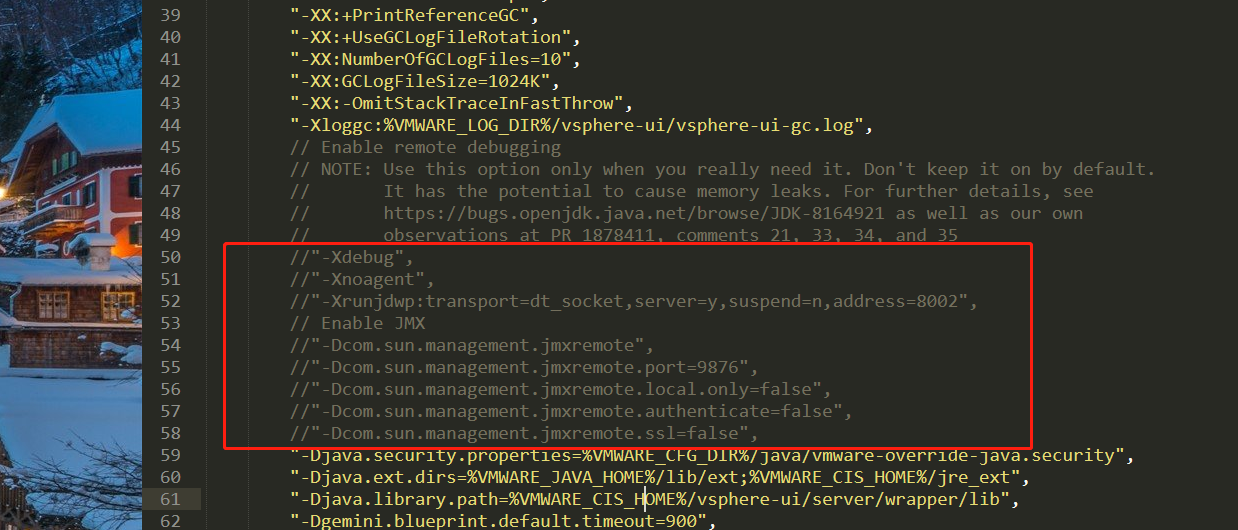 39 "-XX:+PrintReferenceGC",
40 "-XX:+UseGCLogFileRotation",
41 "-XX:NumberOfGCLogFiles=10",
42 "-XX:GCLogFileSize=1024K",
43 "-XX:-OmitStackTraceInFastThrow",
44 "-Xloggc:%VMWARE_LOG_DIR%/vsphere-ui/vsphere-ui-gc.log",
45 // Enable remote debugging
46 // NOTE: Use this option only when you really need it. Don't keep it on by default.
47 // It has the potential to cause memory leaks. For further details, see
48 // https://bugs.openjdk.java.net/browse/JDK-8164921 as well as our own
49 // observations at PR 1878411, comments 21, 33, 34, and 35
50 //"-Xdebug",
51 //"-Xnoagent",
52 //"-Xrunjdwp:transport=dt_socket,server=y,suspend=n,address=8002",
53 // Enable JMX
54 //"-Dcom.sun.management.jmxremote",
55 //"-Dcom.sun.management.jmxremote.port=9876",
56 //"-Dcom.sun.management.jmxremote.local.only=false",
57 //"-Dcom.sun.management.jmxremote.authenticate=false",
58 //"-Dcom.sun.management.jmxremote.ssl=false",
59 "-Djava.security.properties=%VMWARE_CFG_DIR%/java/vmware-override-java.security",
60 "-Djava.ext.dirs=%VMWARE_JAVA_HOME%/lib/ext;%VMWARE_CIS_HOME%/jre_ext",
61 "-Djava.library.path=%VMWARE_CIS_HOME%/vsphere-ui/server/wrapper/lib",
62 "-Dgemini.blueprint.default.timeout=900",